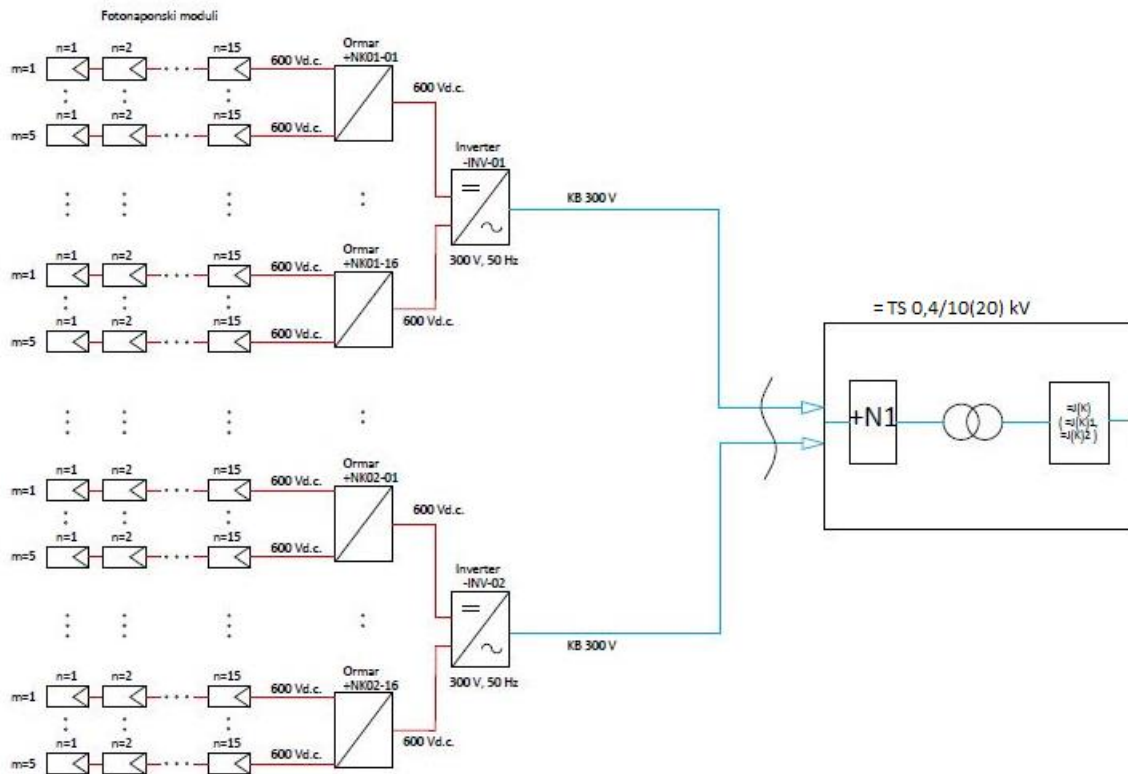 Fotonaponski moduli
n=1 n=2 n=15
m=1 600 Vd.c.
Ormar
+NK01-01
600 Vd.c.
n=1 n=2 n=15
m=5 600 Vd.c.
Inverter
-INV-01
KB 300 V
300 V, 50 Hz
n=1 n=2 n=15
m=1 600 Vd.c.
Ormar
+NK01-16
600 Vd.c.
n=1 n=2 n=15
m=5 600 Vd.c.
= TS 0,4/10(20) kV
+N1
=J(K)
( =J(K)1,
=J(K)2 )
n=1 n=2 n=15
m=1 600 Vd.c.
Ormar
+NK02-01
600 Vd.c.
n=1 n=2 n=15
m=5 600 Vd.c.
Inverter
-INV-02
KB 300 V
300 V, 50 Hz
n=1 n=2 n=15
m=1 600 Vd.c.
Ormar
+NK02-16
600 Vd.c.
n=1 n=2 n=15
m=5 600 Vd.c.